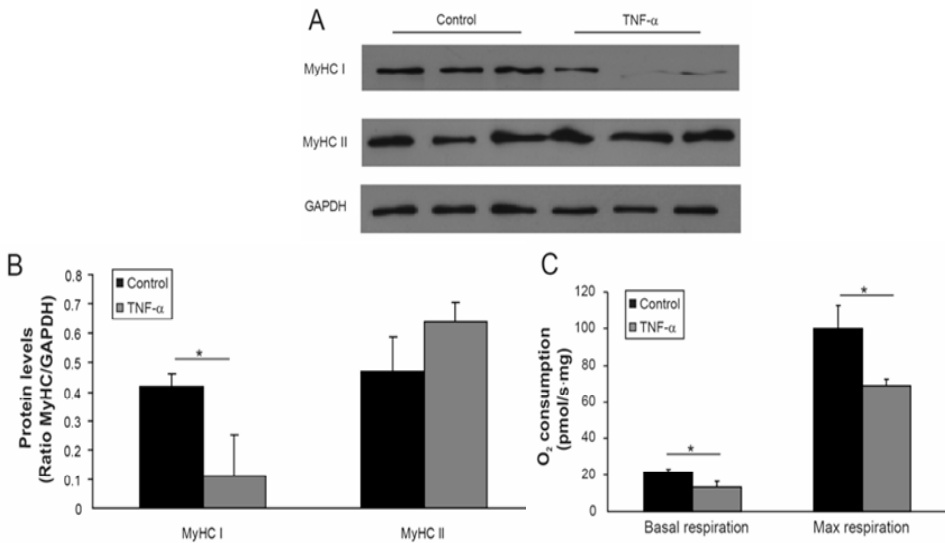 A
Control TNF-α
MyHC I
MyHC II
GAPDH
B
Control
TNF-α
Protein levels
(Ratio MyHC/GAPDH)
0.8
0.7
0.6
0.5
0.4
0.3
0.2
0.1
0
*
MyHC I MyHC II
C
Control
TNF-α
O₂ consumption
(pmol/s·mg)
120
100
80
60
40
20
0
*
*
Basal respiration Max respiration